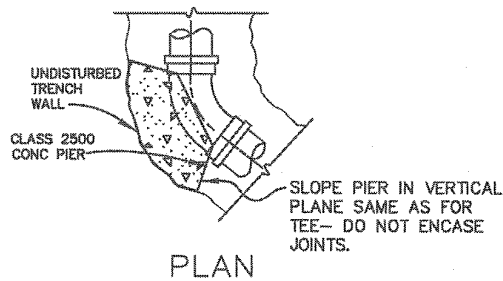 UNDISTURBED
TRENCH
WALL
CLASS 2500
CONC PIER
SLOPE PIER IN VERTICAL
PLANE SAME AS FOR
TEE- DO NOT ENCASE
JOINTS.
PLAN